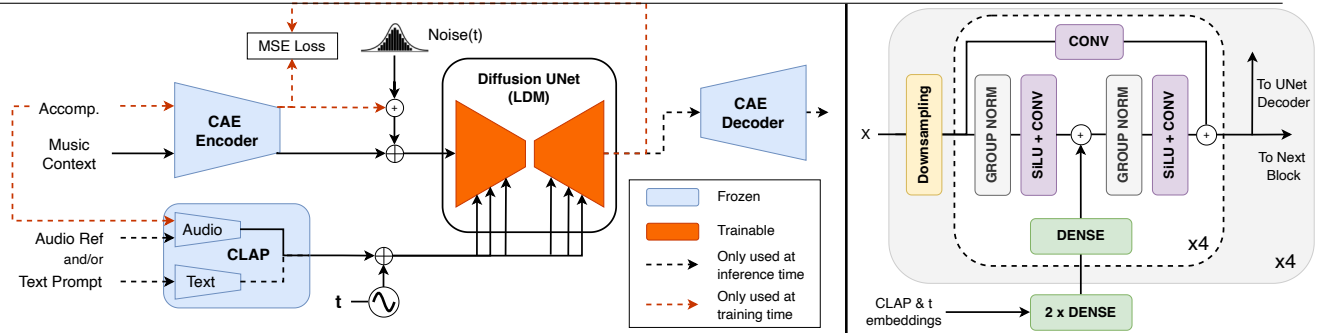 MSE Loss
Noise(t)
Accomp.
Music
Context
CAE
Encoder
+
Diffusion UNet
(LDM)
CAE
Decoder
Audio Ref
and/or
Text Prompt
Audio
CLAP
Text
t
Frozen
Trainable
Only used at
inference time
Only used at
training time
X
Downsampling
GROUP NORM
SiLU + CONV
+
GROUP NORM
SiLU + CONV
+
CONV
DENSE
x4
x4
To UNet
Decoder
To Next
Block
CLAP & t
embeddings
2 x DENSE